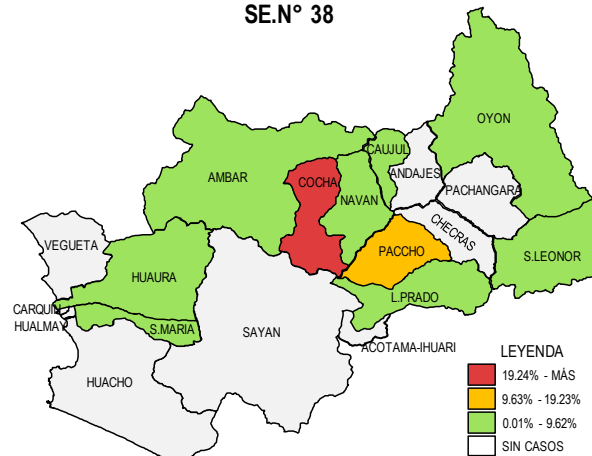 SE.N° 38
OYON
CAUJUL
ANDAJES
AMBAR
COCHA
PACHANGARA
NAVAN
CHECRAS
VEGUETA
PACCHO
S.LEONOR
HUAURA
L.PRADO
CARQUIN
HUALMAY
S.MARIA
SAYAN
ACOTAMA-IHUARI
HUACHO
LEYENDA
19.24% - MÁS
9.63% - 19.23%
0.01% - 9.62%
SIN CASOS